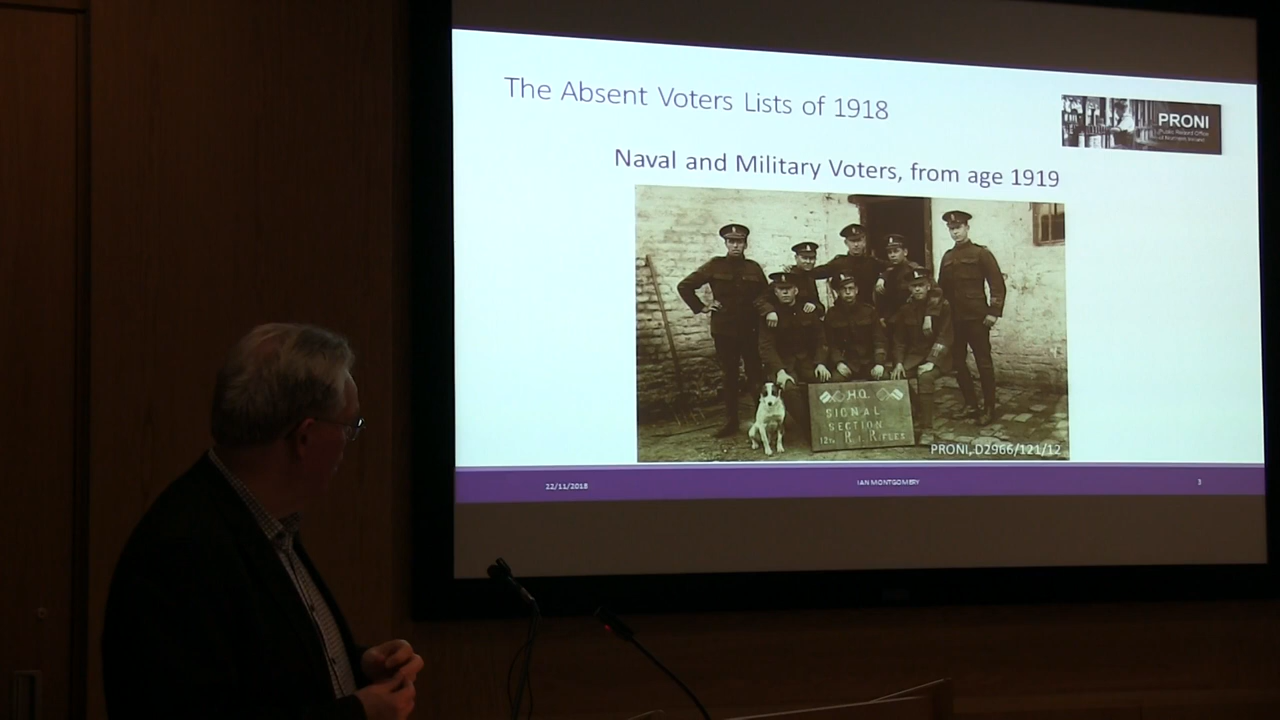 The Absent Voters Lists of 1918
PRONI
Public Record Office
of Northern Ireland
Naval and Military Voters, from age 1919
H.Q.
SIGNAL
SECTION
12TH R. I. RIFLES
PRONI, D2966/121/12
22/11/2018
IAN MONTGOMERY
3